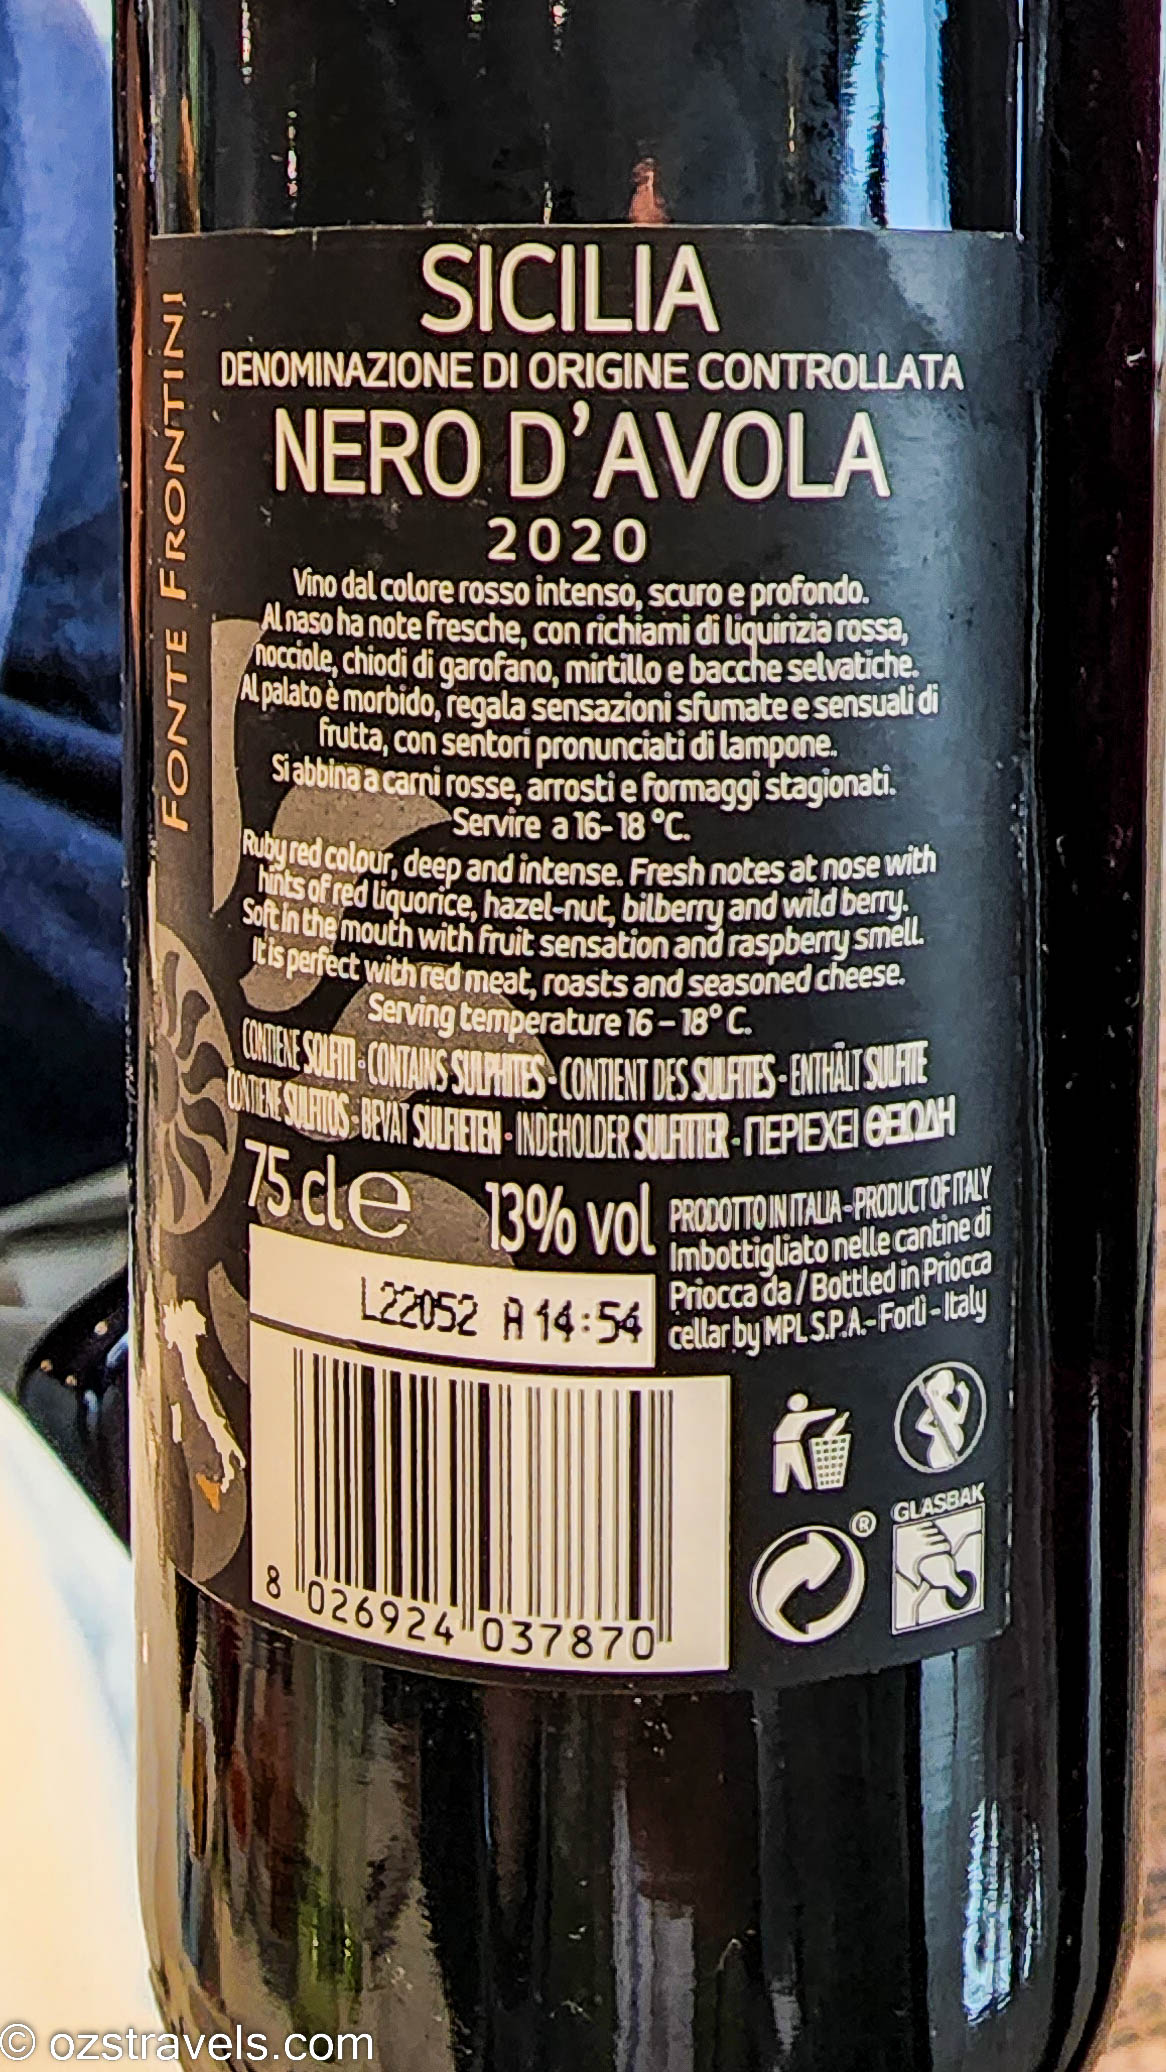 SICILIA
DENOMINAZIONE DI ORIGINE CONTROLLATA
NERO D'AVOLA
2020
FONTE FRONTINI
Vino dal colore rosso intenso, scuro e profondo.
Al naso ha note fresche, con richiami di liquirizia rossa,
nocciole, chiodi di garofano, mirtillo e bacche selvatiche.
Al palato è morbido, regala sensazioni sfumate e sensuali di
frutta, con sentori pronunciati di lampone.
Si abbina a carni rosse, arrosti e formaggi stagionati.
Servire a 16-18 °C.
Ruby red colour, deep and intense. Fresh notes at nose with
hints of red liquorice, hazel-nut, bilberry and wild berry.
Soft in the mouth with fruit sensation and raspberry smell.
It is perfect with red meat, roasts and seasoned cheese.
Serving temperature 16 – 18° C.
CONTIENE SOLFITI - CONTAINS SULPHITES - CONTIENT DES SULFITES - ENTHÄLT SULFITE
CONTIENE SULFITOS - BEVAT SULFIETEN - INDEHOLDER SULFITTER - ΠΕΡΙΕΧΕΙ ΘΕΙΩΔΗ
75 cl e 13% vol
PRODOTTO IN ITALIA - PRODUCT OF ITALY
Imbottigliato nelle cantine di
Priocca da / Bottled in Priocca
cellar by MPL S.P.A.- Forlì - Italy
L22052 A 14:54
8 026924 037870
GLASBAK
®
© ozstravels.com